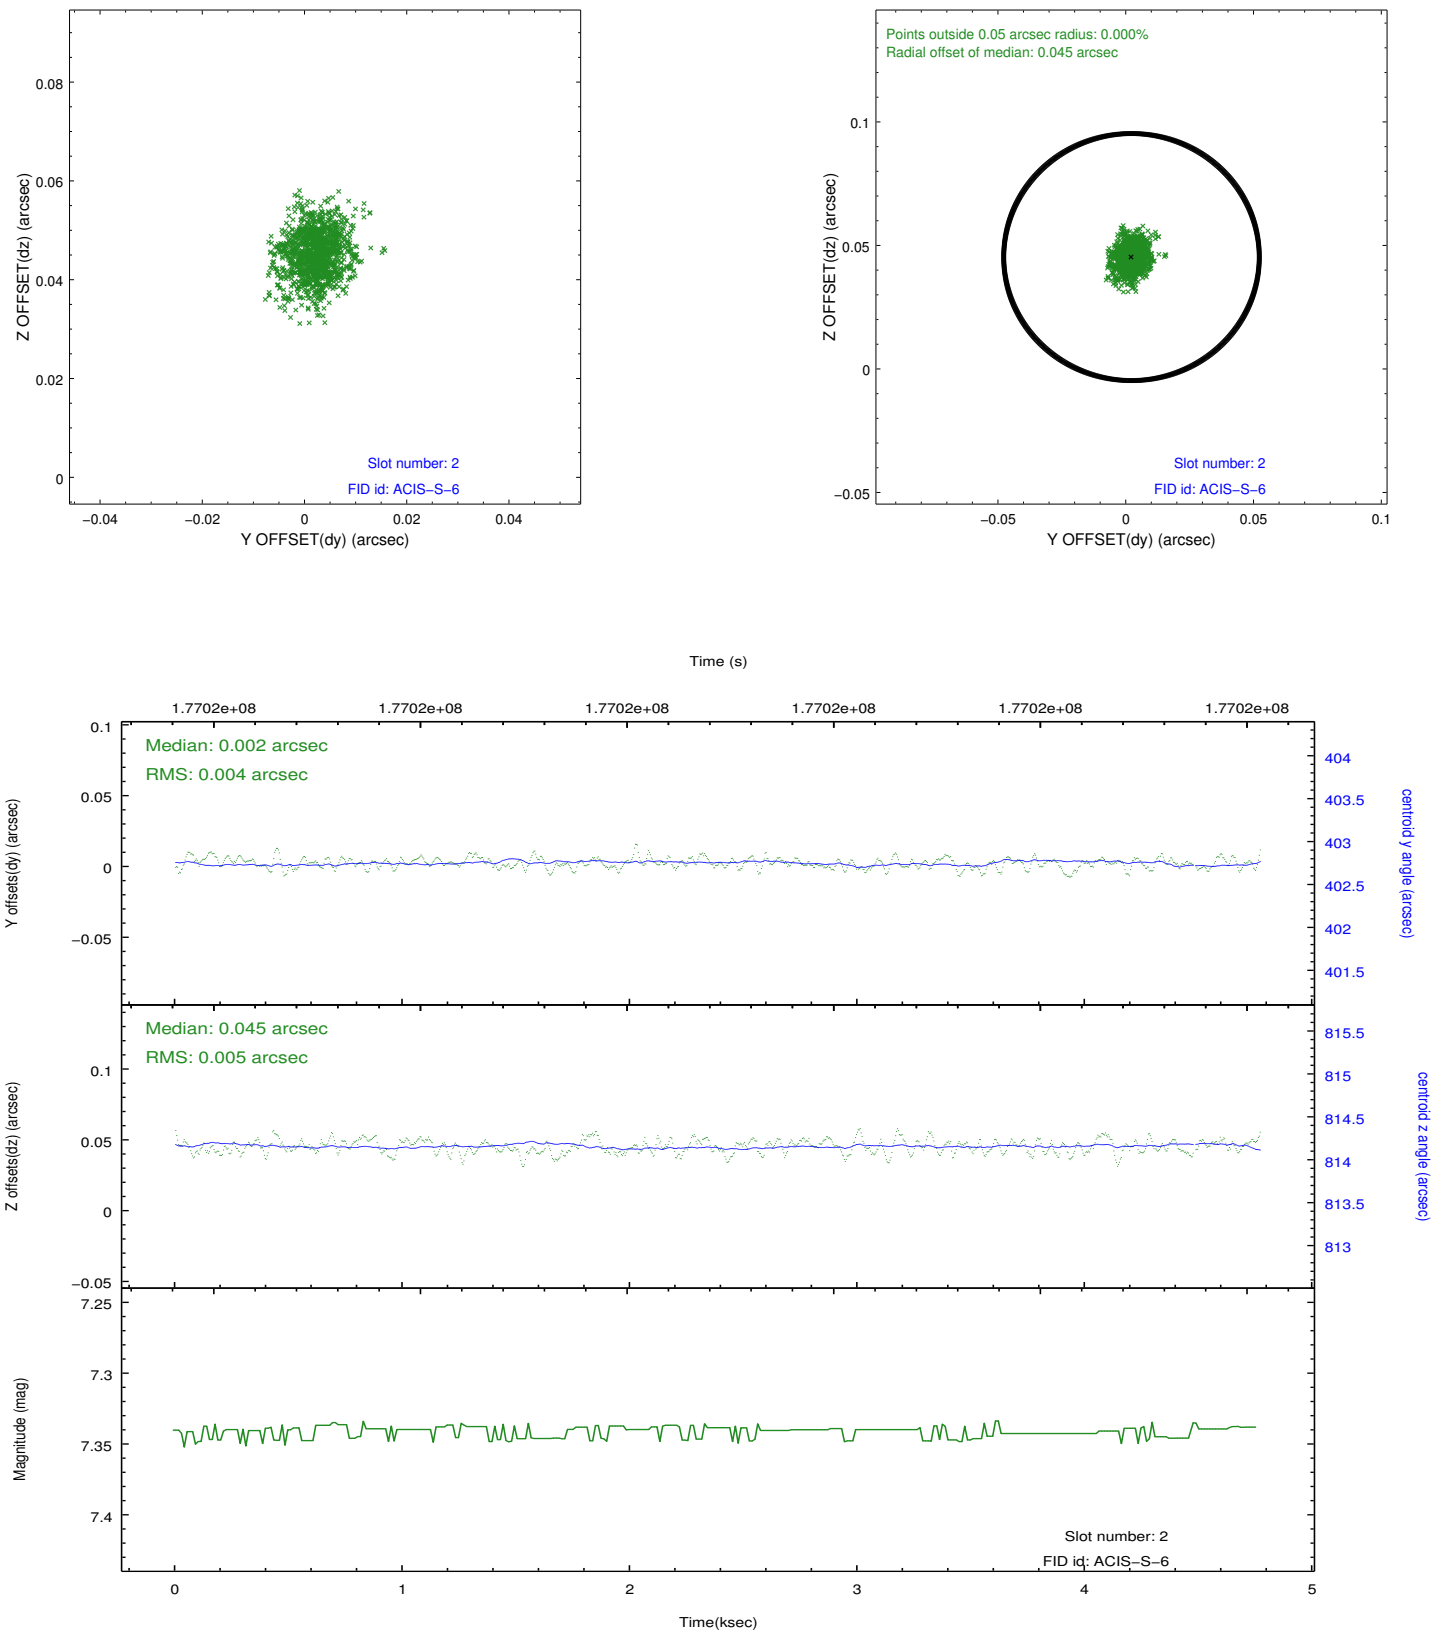 0.08
0.06
0.04
0.02
0
−0.04
−0.02
0
0.02
0.04
Z OFFSET(dz) (arcsec)
Y OFFSET(dy) (arcsec)
Slot number: 2
FID id: ACIS−S−6
Points outside 0.05 arcsec radius: 0.000%
Radial offset of median: 0.045 arcsec
0.1
0.05
0
−0.05
−0.05
0
0.05
0.1
Z OFFSET(dz) (arcsec)
Y OFFSET(dy) (arcsec)
Slot number: 2
FID id: ACIS−S−6
Time (s)
1.7702e+08
1.7702e+08
1.7702e+08
1.7702e+08
1.7702e+08
1.7702e+08
Median: 0.002 arcsec
RMS: 0.004 arcsec
0.1
0.05
0
−0.05
Y offsets(dy) (arcsec)
404
403.5
403
402.5
402
401.5
centroid y angle (arcsec)
Median: 0.045 arcsec
RMS: 0.005 arcsec
0.1
0.05
0
−0.05
Z offsets(dz) (arcsec)
815.5
815
814.5
814
813.5
813
centroid z angle (arcsec)
7.25
7.3
7.35
7.4
Magnitude (mag)
Slot number: 2
FID id: ACIS−S−6
0
1
2
3
4
5
Time(ksec)